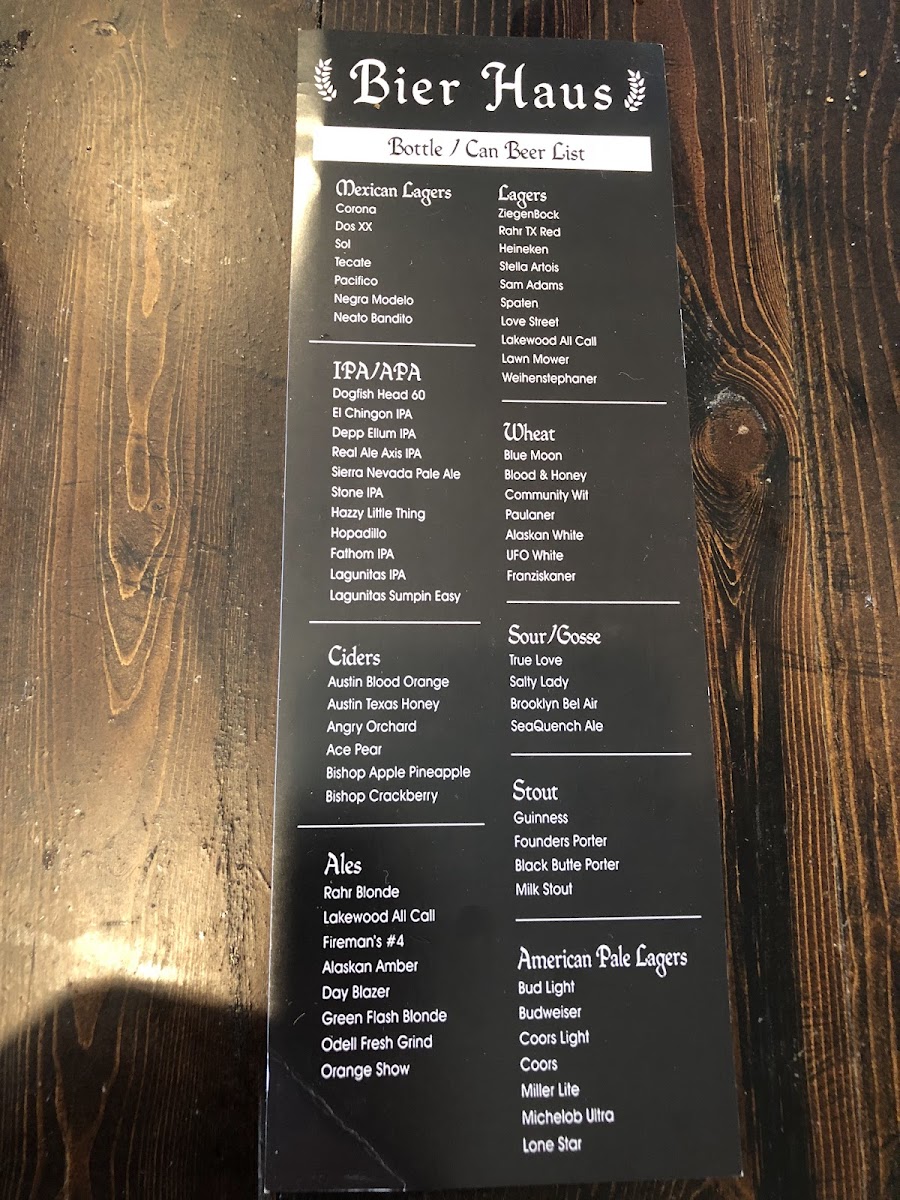 Bier Haus
Bottle / Can Beer List
Mexican Lagers
Corona
Dos XX
Sol
Tecate
Pacifico
Negra Modelo
Neato Bandito
IPA/APA
Dogfish Head 60
El Chingon IPA
Depp Ellum IPA
Real Ale Axis IPA
Sierra Nevada Pale Ale
Stone IPA
Hazzy Little Thing
Hopadillo
Fathom IPA
Lagunitas IPA
Lagunitas Sumpin Easy
Ciders
Austin Blood Orange
Austin Texas Honey
Angry Orchard
Ace Pear
Bishop Apple Pineapple
Bishop Crackberry
Ales
Rahr Blonde
Lakewood All Call
Fireman's #4
Alaskan Amber
Day Blazer
Green Flash Blonde
Odell Fresh Grind
Orange Show
Lagers
ZiegenBock
Rahr TX Red
Heineken
Stella Artois
Sam Adams
Spaten
Love Street
Lakewood All Call
Lawn Mower
Weihenstephaner
Wheat
Blue Moon
Blood & Honey
Community Wit
Paulaner
Alaskan White
UFO White
Franziskaner
Sour/Gosse
True Love
Salty Lady
Brooklyn Bel Air
SeaQuench Ale
Stout
Guinness
Founders Porter
Black Butte Porter
Milk Stout
American Pale Lagers
Bud Light
Budweiser
Coors Light
Coors
Miller Lite
Michelob Ultra
Lone Star